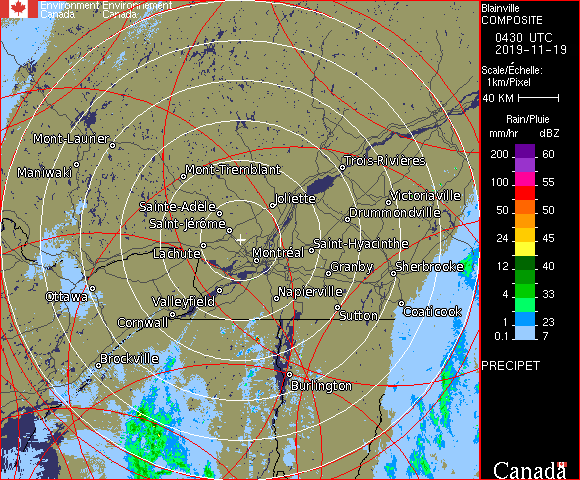 Environment Environnement
Canada Canada
Blainville
COMPOSITE
0430 UTC
2019-11-19
Scale/Échelle:
1km/Pixel
40 KM
Rain/Pluie
mm/hr dBZ
200 60
100 55
50 50
24 45
12 40
4 33
1 23
0.1 7
PRECIPET
Canada
Mont-Laurier
Maniwaki
Mont-Tremblant
Trois-Rivières
Joliette
Victoriaville
Sainte-Adèle
Drummondville
Saint-Jérôme
Saint-Hyacinthe
Lachute
Montréal
Granby
Sherbrooke
Ottawa
Valleyfield
Napierville
Cornwall
Sutton
Coaticook
Brockville
Burlington